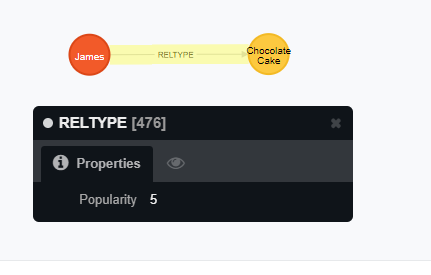 James
RELTYPE
Chocolate
Cake
RELTYPE [476]
Properties
Popularity 5